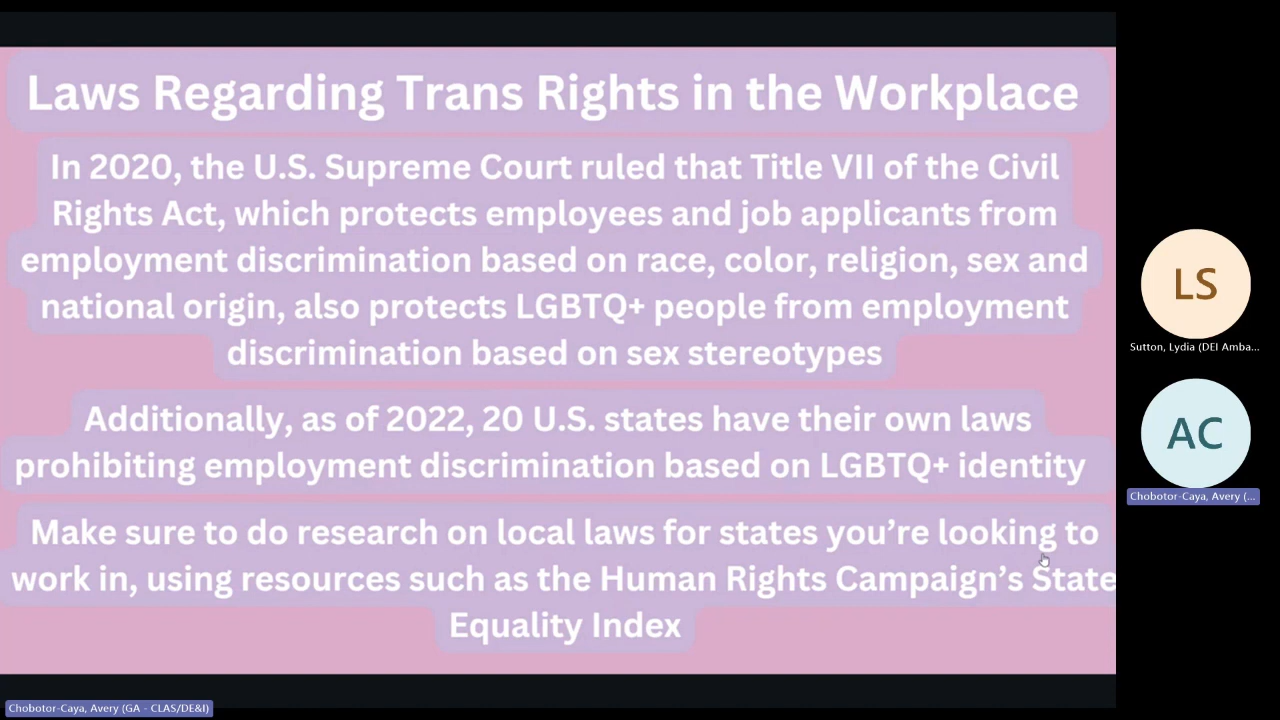 Laws Regarding Trans Rights in the Workplace
In 2020, the U.S. Supreme Court ruled that Title VII of the Civil
Rights Act, which protects employees and job applicants from
employment discrimination based on race, color, religion, sex and
national origin, also protects LGBTQ+ people from employment
discrimination based on sex stereotypes
Additionally, as of 2022, 20 U.S. states have their own laws
prohibiting employment discrimination based on LGBTQ+ identity
Make sure to do research on local laws for states you're looking to
work in, using resources such as the Human Rights Campaign's State
Equality Index
LS
Sutton, Lydia (DEI Amba...
AC
Chobotor-Caya, Avery (...
Chobotor-Caya, Avery (GA - CLAS/DE&I)